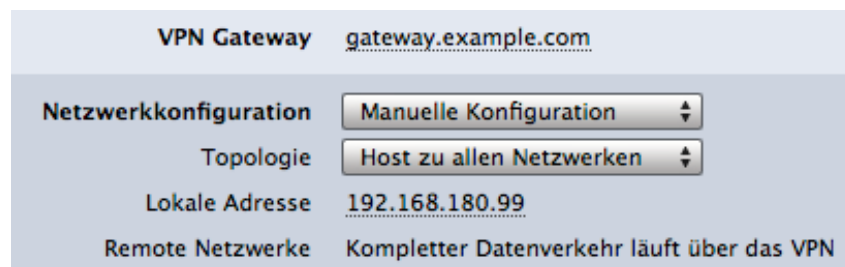 VPN Gateway gateway.example.com
Netzwerkkonfiguration Manuelle Konfiguration
Topologie Host zu allen Netzwerken
Lokale Adresse 192.168.180.99
Remote Netzwerke Kompletter Datenverkehr läuft über das VPN